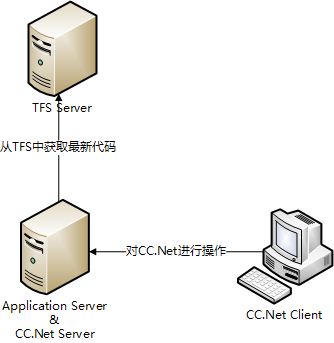 TFS Server
从TFS中获取最新代码
对CC.Net进行操作
Application Server
&
CC.Net Server
CC.Net Client